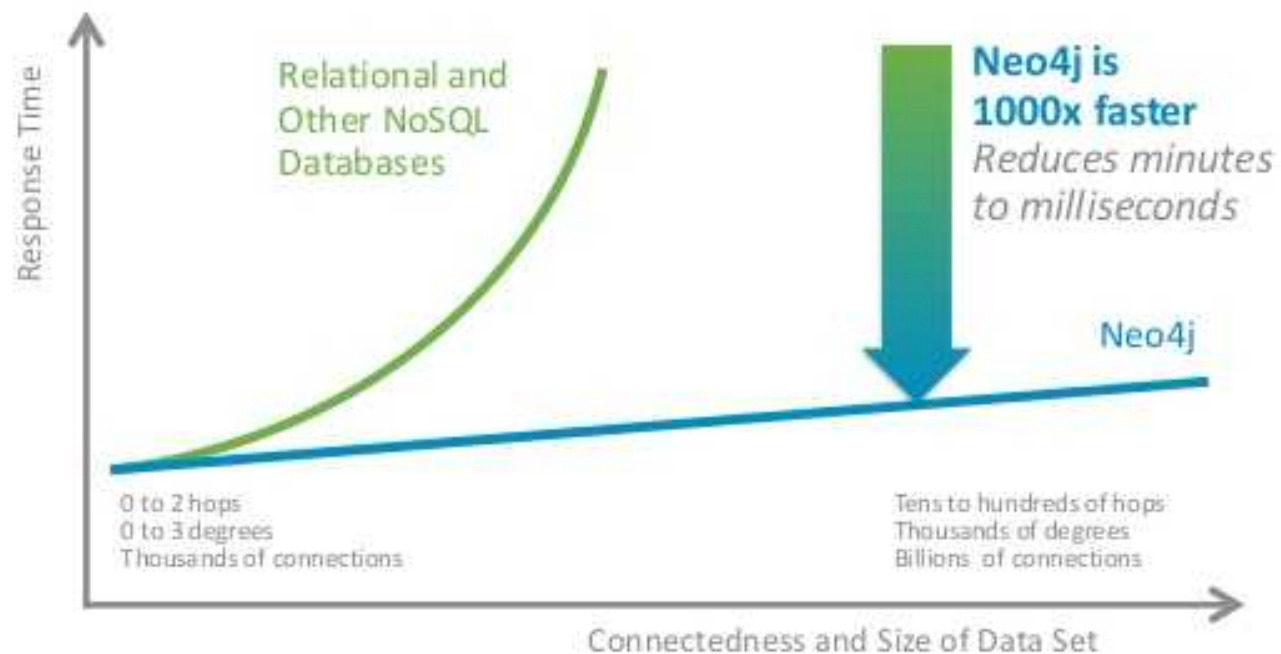 Response Time
Relational and
Other NoSQL
Databases
Neo4j is
1000x faster
Reduces minutes
to milliseconds
Neo4j
0 to 2 hops
0 to 3 degrees
Thousands of connections
Tens to hundreds of hops
Thousands of degrees
Billions of connections
Connectedness and Size of Data Set